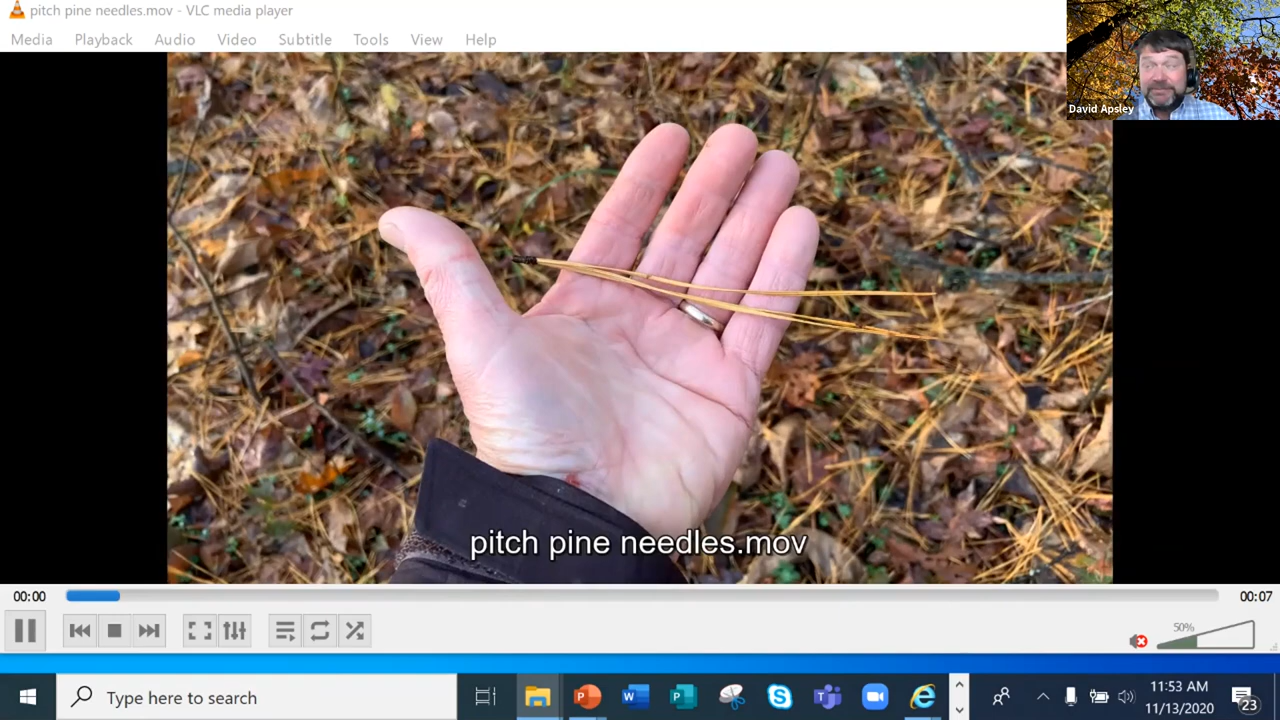 pitch pine needles.mov - VLC media player
Media Playback Audio Video Subtitle Tools View Help
David Apsley
pitch pine needles.mov
00:00
00:07
50%
Type here to search
11:53 AM
11/13/2020
23